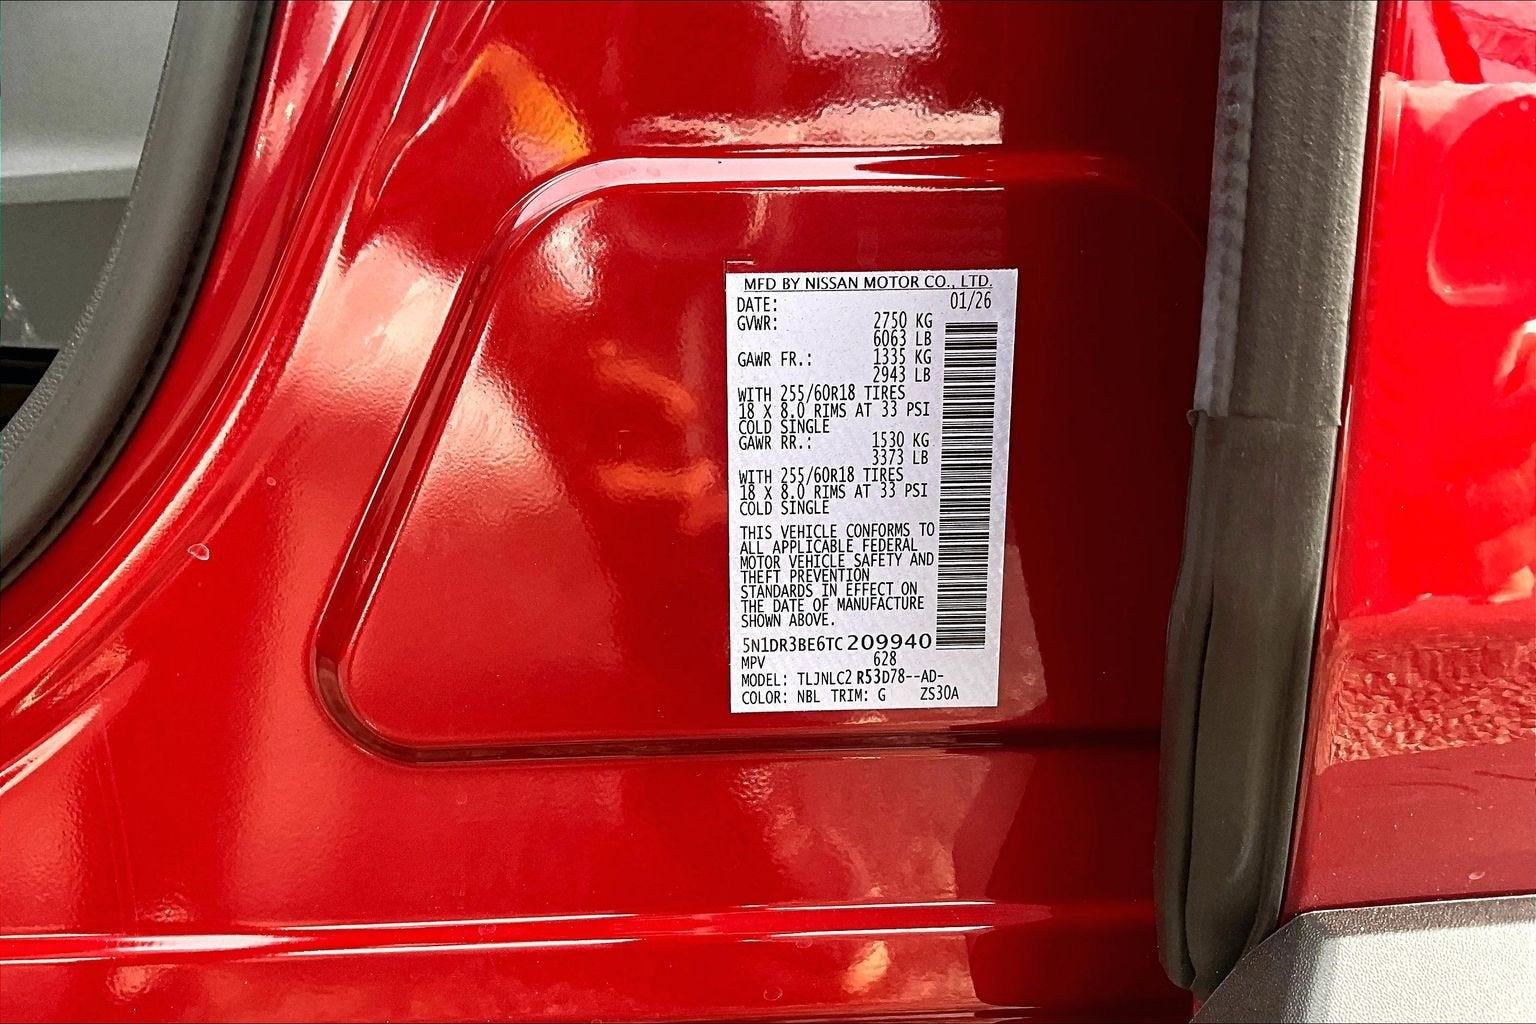 MFD BY NISSAN MOTOR CO., LTD.
DATE: 01/26
GVWR: 2750 KG
6063 LB
GAWR FR.: 1335 KG
2943 LB
WITH 255/60R18 TIRES
18 X 8.0 RIMS AT 33 PSI
COLD SINGLE
GAWR RR.: 1530 KG
3373 LB
WITH 255/60R18 TIRES
18 X 8.0 RIMS AT 33 PSI
COLD SINGLE
THIS VEHICLE CONFORMS TO
ALL APPLICABLE FEDERAL
MOTOR VEHICLE SAFETY AND
THEFT PREVENTION
STANDARDS IN EFFECT ON
THE DATE OF MANUFACTURE
SHOWN ABOVE.
5N1DR3BE6TC209940
MPV 628
MODEL: TLJNLC2 R53D78--AD-
COLOR: NBL TRIM: G ZS30A